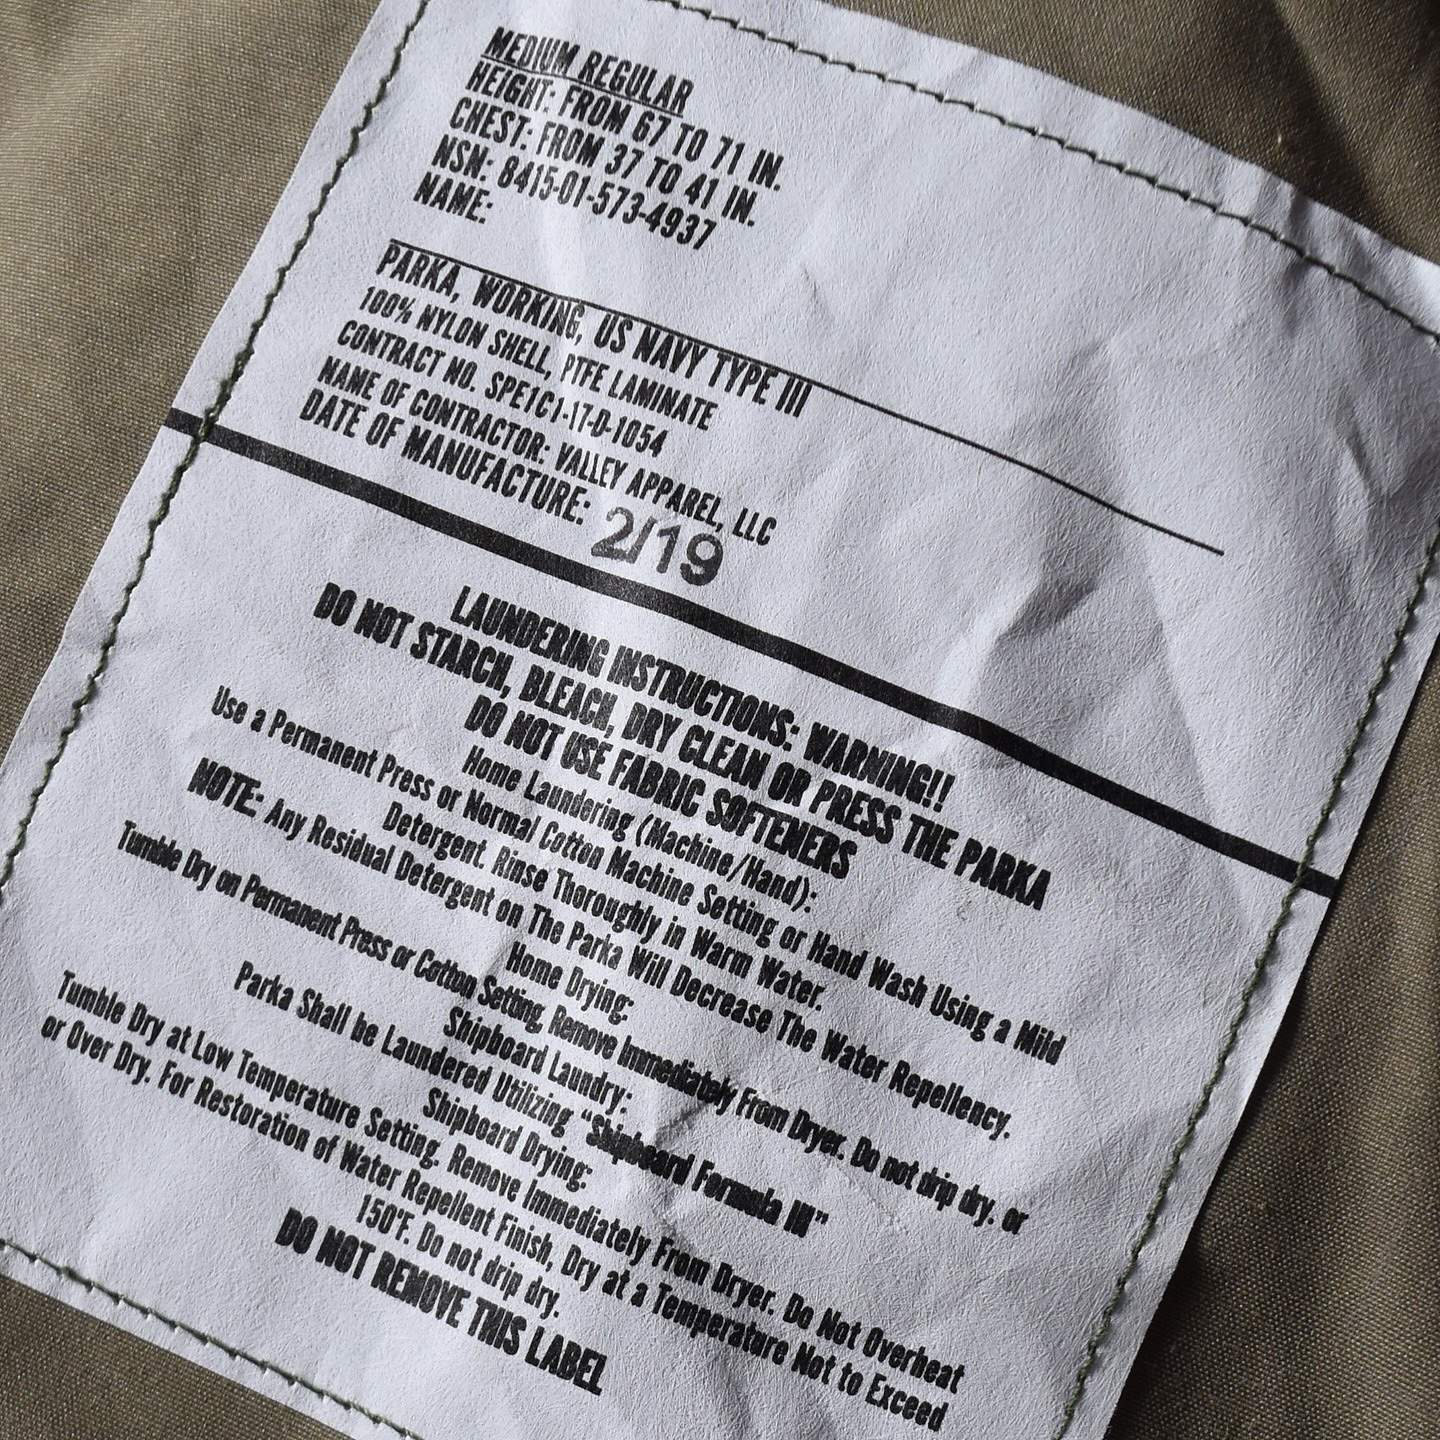 MEDIUM REGULAR
HEIGHT: FROM 67 TO 71 IN.
CHEST: FROM 37 TO 41 IN.
NSN: 8415-01-573-4937
NAME:
PARKA, WORKING, US NAVY TYPE III
100% NYLON SHELL, PTFE LAMINATE
CONTRACT NO. SPE1C1-17-D-1054
NAME OF CONTRACTOR: VALLEY APPAREL, LLC
DATE OF MANUFACTURE: 2/19
LAUNDERING INSTRUCTIONS: WARNING!!
DO NOT STARCH, BLEACH, DRY CLEAN OR PRESS THE PARKA
DO NOT USE FABRIC SOFTENERS
Home Laundering (Machine/Hand):
Use a Permanent Press or Normal Cotton Machine Setting or Hand Wash Using a Mild
Detergent. Rinse Thoroughly in Warm Water.
NOTE: Any Residual Detergent on The Parka Will Decrease The Water Repellency.
Home Drying:
Tumble Dry on Permanent Press or Cotton Setting, Remove Immediately From Dryer. Do not drip dry. or
Shipboard Laundry:
Parka Shall be Laundered Utilizing “Shipboard Formula III”
Shipboard Drying:
Tumble Dry at Low Temperature Setting. Remove Immediately From Dryer. Do Not Overheat
or Over Dry. For Restoration of Water Repellent Finish, Dry at a Temperature Not to Exceed
150°F. Do not drip dry.
DO NOT REMOVE THIS LABEL